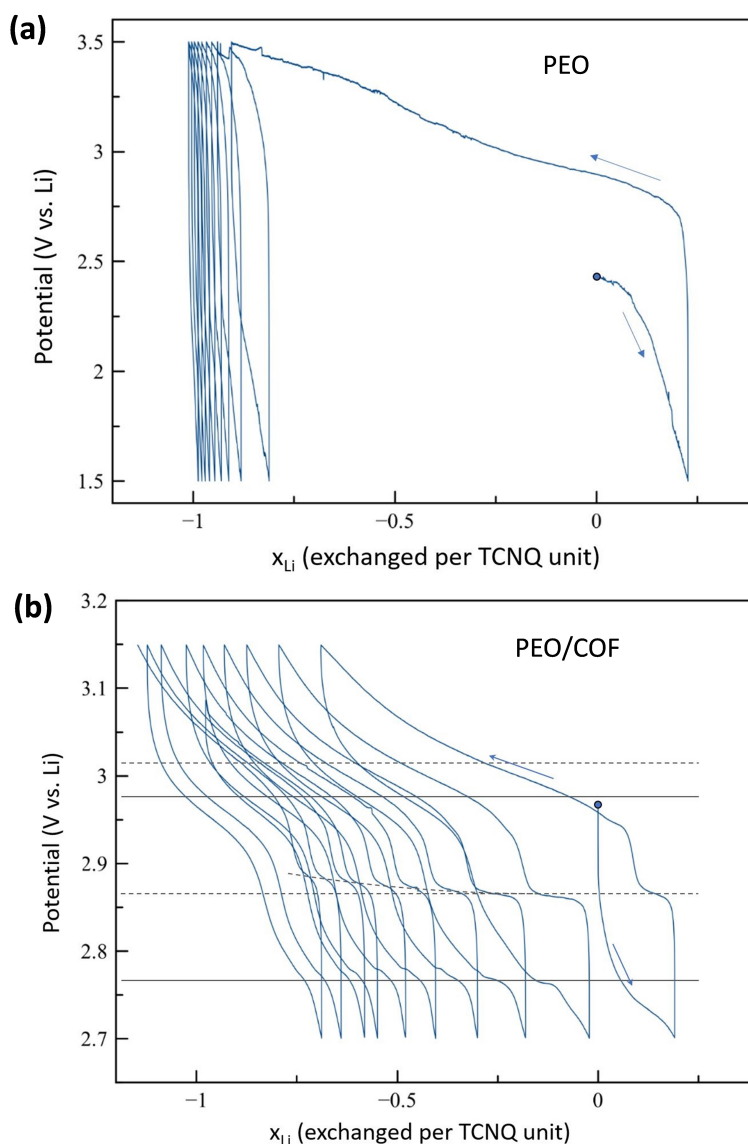 (a)
PEO
3.5
3
2.5
2
1.5
Potential (V vs. Li)
−1
−0.5
0
xLi (exchanged per TCNQ unit)
(b)
PEO/COF
3.2
3.1
3
2.9
2.8
2.7
Potential (V vs. Li)
−1
−0.5
0
xLi (exchanged per TCNQ unit)